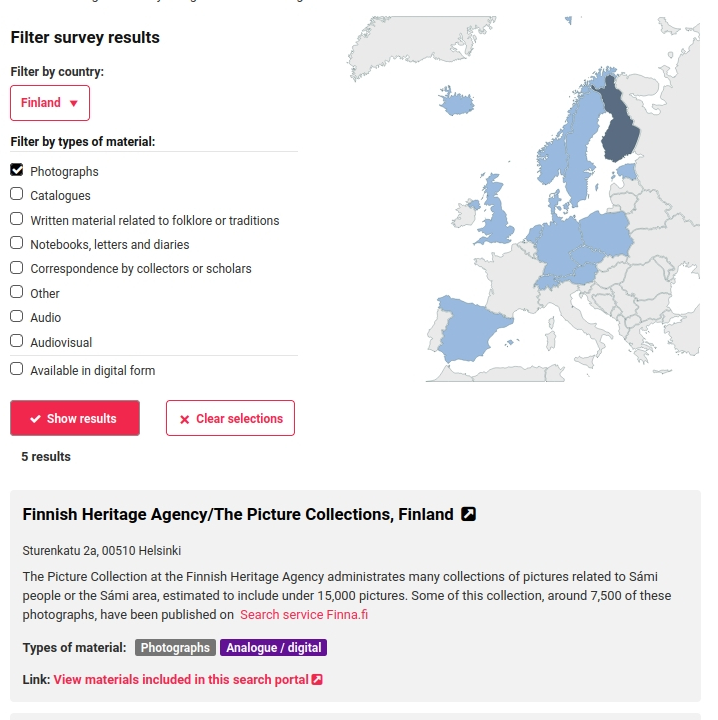 Filter survey results
Filter by country:
Finland
Filter by types of material:
Photographs
Catalogues
Written material related to folklore or traditions
Notebooks, letters and diaries
Correspondence by collectors or scholars
Other
Audio
Audiovisual
Available in digital form
Show results
Clear selections
5 results
Finnish Heritage Agency/The Picture Collections, Finland
Sturenkatu 2a, 00510 Helsinki
The Picture Collection at the Finnish Heritage Agency administrates many collections of pictures related to Sámi
people or the Sámi area, estimated to include under 15,000 pictures. Some of this collection, around 7,500 of these
photographs, have been published on Search service Finna.fi
Types of material: Photographs Analogue / digital
Link: View materials included in this search portal